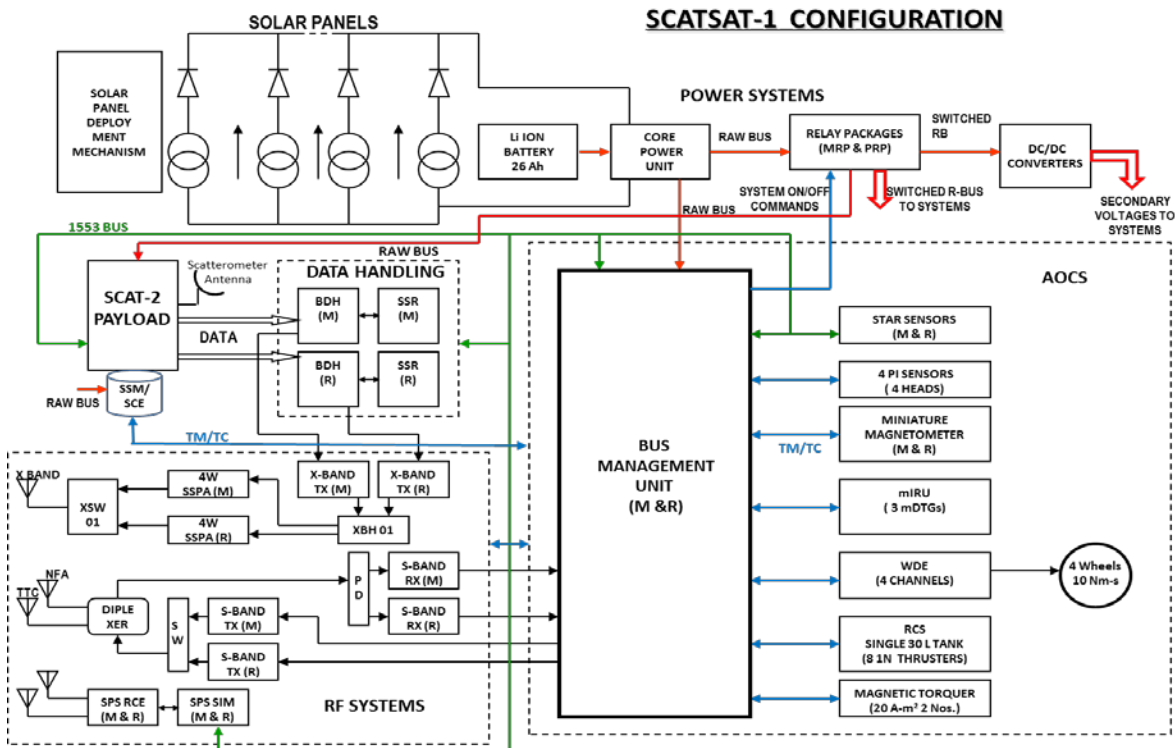 SCATSAT-1 CONFIGURATION
SOLAR PANELS
SOLAR
PANEL
DEPLOY
MENT
MECHANISM
POWER SYSTEMS
Li ION
BATTERY
26 Ah
CORE
POWER
UNIT
RAW BUS
RELAY PACKAGES
(MRP & PRP)
SWITCHED
RB
DC/DC
CONVERTERS
SYSTEM ON/OFF
COMMANDS
SWITCHED R-BUS
TO SYSTEMS
SECONDARY
VOLTAGES TO
SYSTEMS
RAW BUS
1553 BUS
RAW BUS
Scatterometer
Antenna
SCAT-2
PAYLOAD
DATA
SSM/
SCE
RAW BUS
TM/TC
DATA HANDLING
BDH
(M)
SSR
(M)
BDH
(R)
SSR
(R)
X BAND
XSW
01
4W
SSPA (M)
4W
SSPA (R)
X-BAND
TX (M)
X-BAND
TX (R)
XBH 01
NFA
TTC
DIPLE
XER
S
W
P
D
S-BAND
RX (M)
S-BAND
RX (R)
S-BAND
TX (M)
S-BAND
TX (R)
SPS RCE
(M & R)
SPS SIM
(M & R)
RF SYSTEMS
BUS
MANAGEMENT
UNIT
(M &R)
AOCS
STAR SENSORS
(M & R)
4 PI SENSORS
( 4 HEADS)
MINIATURE
MAGNETOMETER
(M & R)
TM/TC
mIRU
( 3 mDTGs)
WDE
(4 CHANNELS)
4 Wheels
10 Nm-s
RCS
SINGLE 30 L TANK
(8 1N THRUSTERS)
MAGNETIC TORQUER
(20 A-m² 2 Nos.)